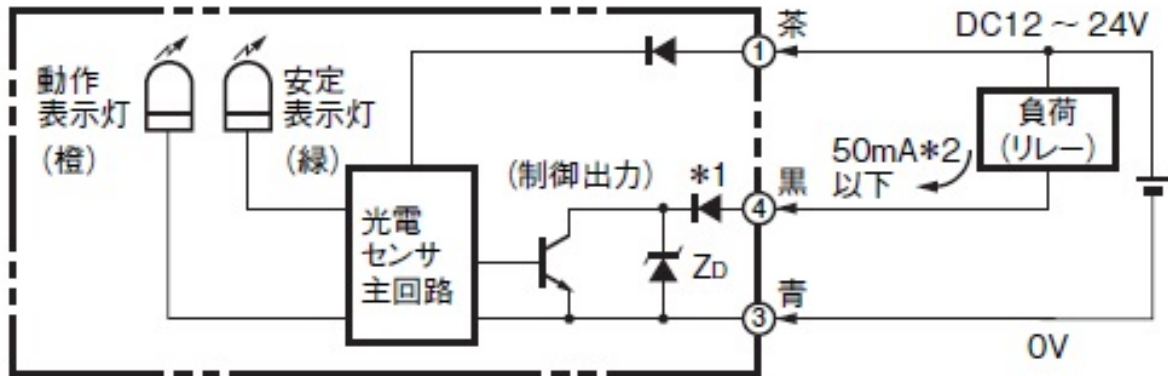 動作
表示灯
(橙)
安定
表示灯
(緑)
光電
センサ
主回路
(制御出力)
*1
ZD
1
茶
4
黒
3
青
DC12 ~ 24V
負荷
(リレー)
50mA*2
以下
0V